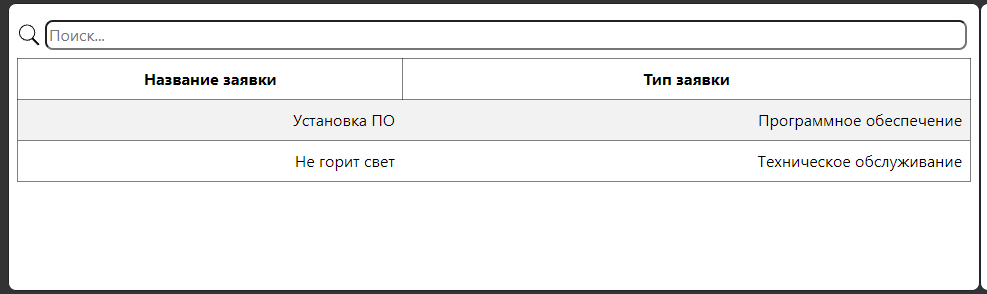 Поиск...
Название заявки Тип заявки
Установка ПО Программное обеспечение
Не горит свет Техническое обслуживание